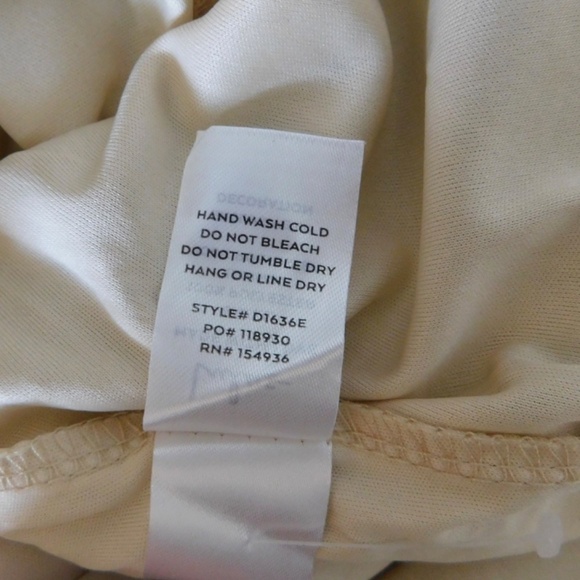 HAND WASH COLD
DO NOT BLEACH
DO NOT TUMBLE DRY
HANG OR LINE DRY
STYLE# D1636E
PO# 118930
RN# 154936